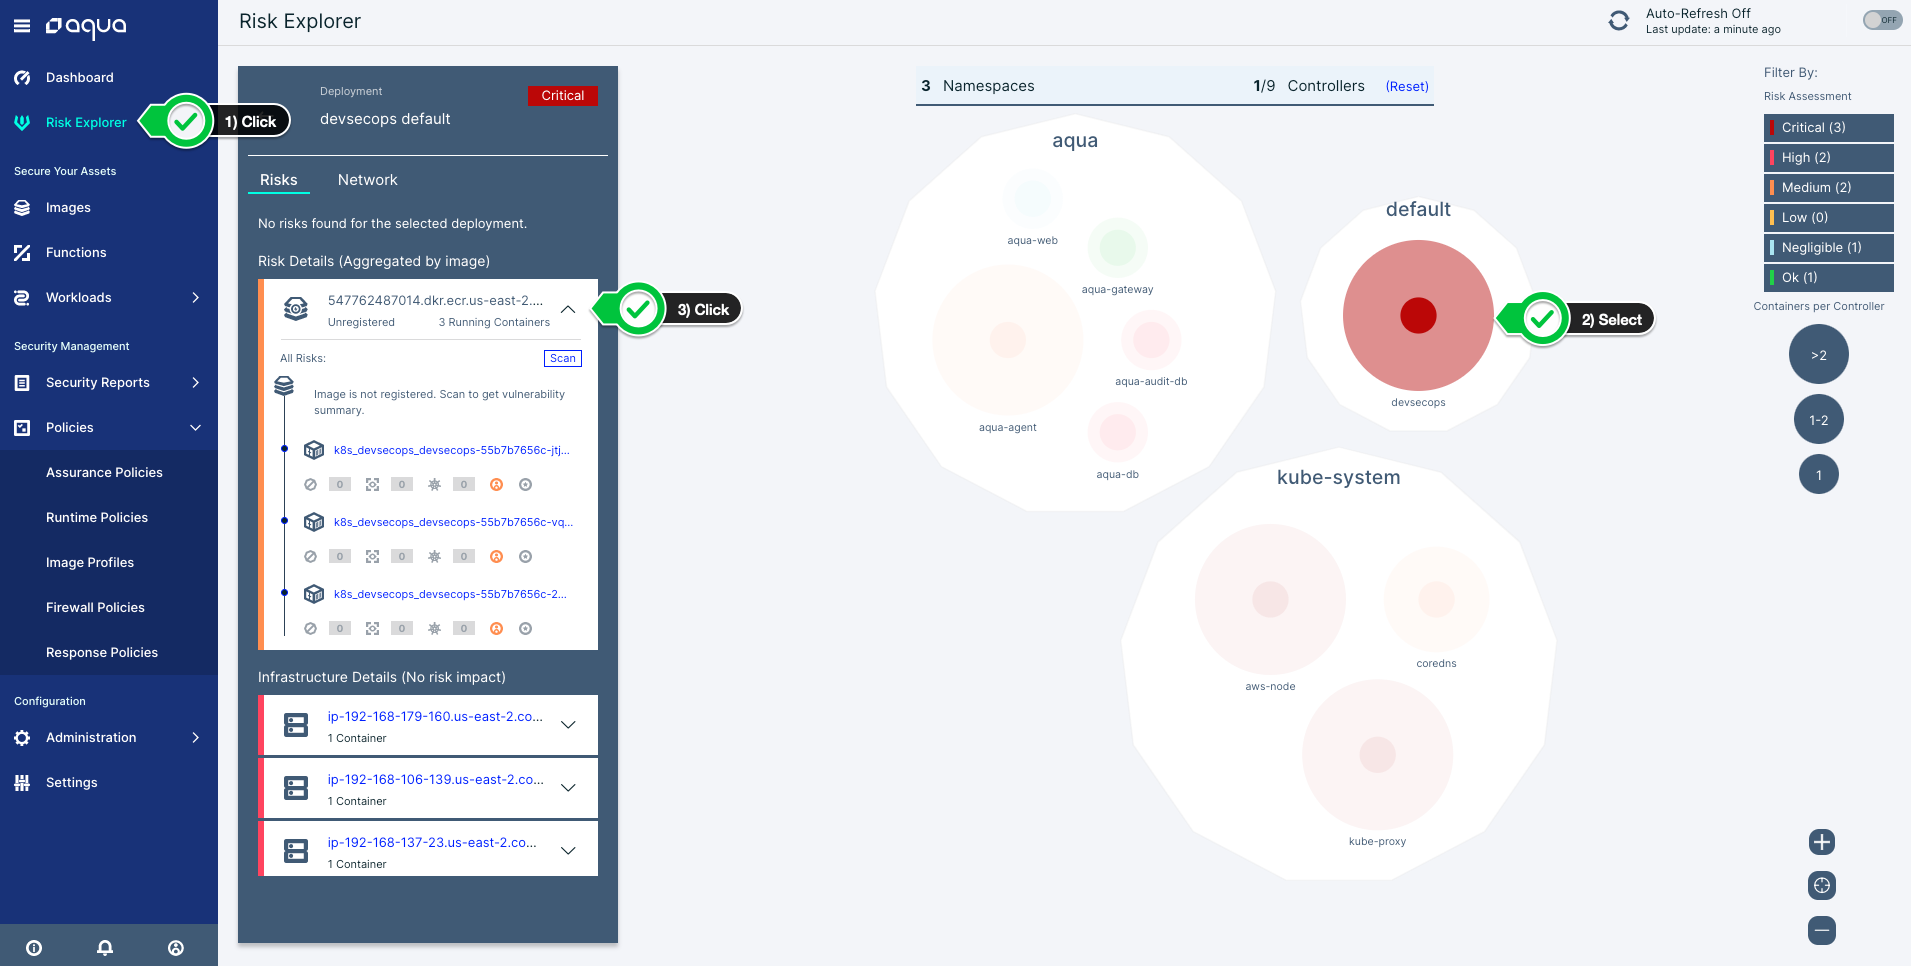 aqua
Dashboard
Risk Explorer
Secure Your Assets
Images
Functions
Workloads
Security Management
Security Reports
Policies
Assurance Policies
Runtime Policies
Image Profiles
Firewall Policies
Response Policies
Configuration
Administration
Settings
1) Click
Risk Explorer
Auto-Refresh Off
Last update: a minute ago
OFF
Deployment
devsecops default
Critical
Risks Network
No risks found for the selected deployment.
Risk Details (Aggregated by image)
547762487014.dkr.ecr.us-east-2....
Unregistered 3 Running Containers
3) Click
All Risks: Scan
Image is not registered. Scan to get vulnerability
summary.
k8s_devsecops_devsecops-55b7b7656c-jtj...
0 0 0
k8s_devsecops_devsecops-55b7b7656c-vq...
0 0 0
k8s_devsecops_devsecops-55b7b7656c-2...
0 0 0
Infrastructure Details (No risk impact)
ip-192-168-179-160.us-east-2.co...
1 Container
ip-192-168-106-139.us-east-2.co...
1 Container
ip-192-168-137-23.us-east-2.co...
1 Container
3 Namespaces 1/9 Controllers (Reset)
aqua
aqua-web
aqua-gateway
aqua-agent
aqua-audit-db
aqua-db
default
devsecops
2) Select
kube-system
aws-node
coredns
kube-proxy
Filter By:
Risk Assessment
Critical (3)
High (2)
Medium (2)
Low (0)
Negligible (1)
Ok (1)
Containers per Controller
>2
1-2
1